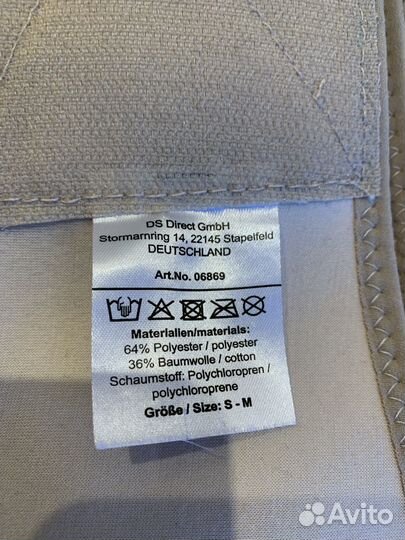 DS Direct GmbH
Stormarnring 14, 22145 Stapelfeld
DEUTSCHLAND
Art.No. 06869
Materialien/materials:
64% Polyester / polyester
36% Baumwolle / cotton
Schaumstoff: Polychloropren /
polychloroprene
Größe / Size: S - M
Avito